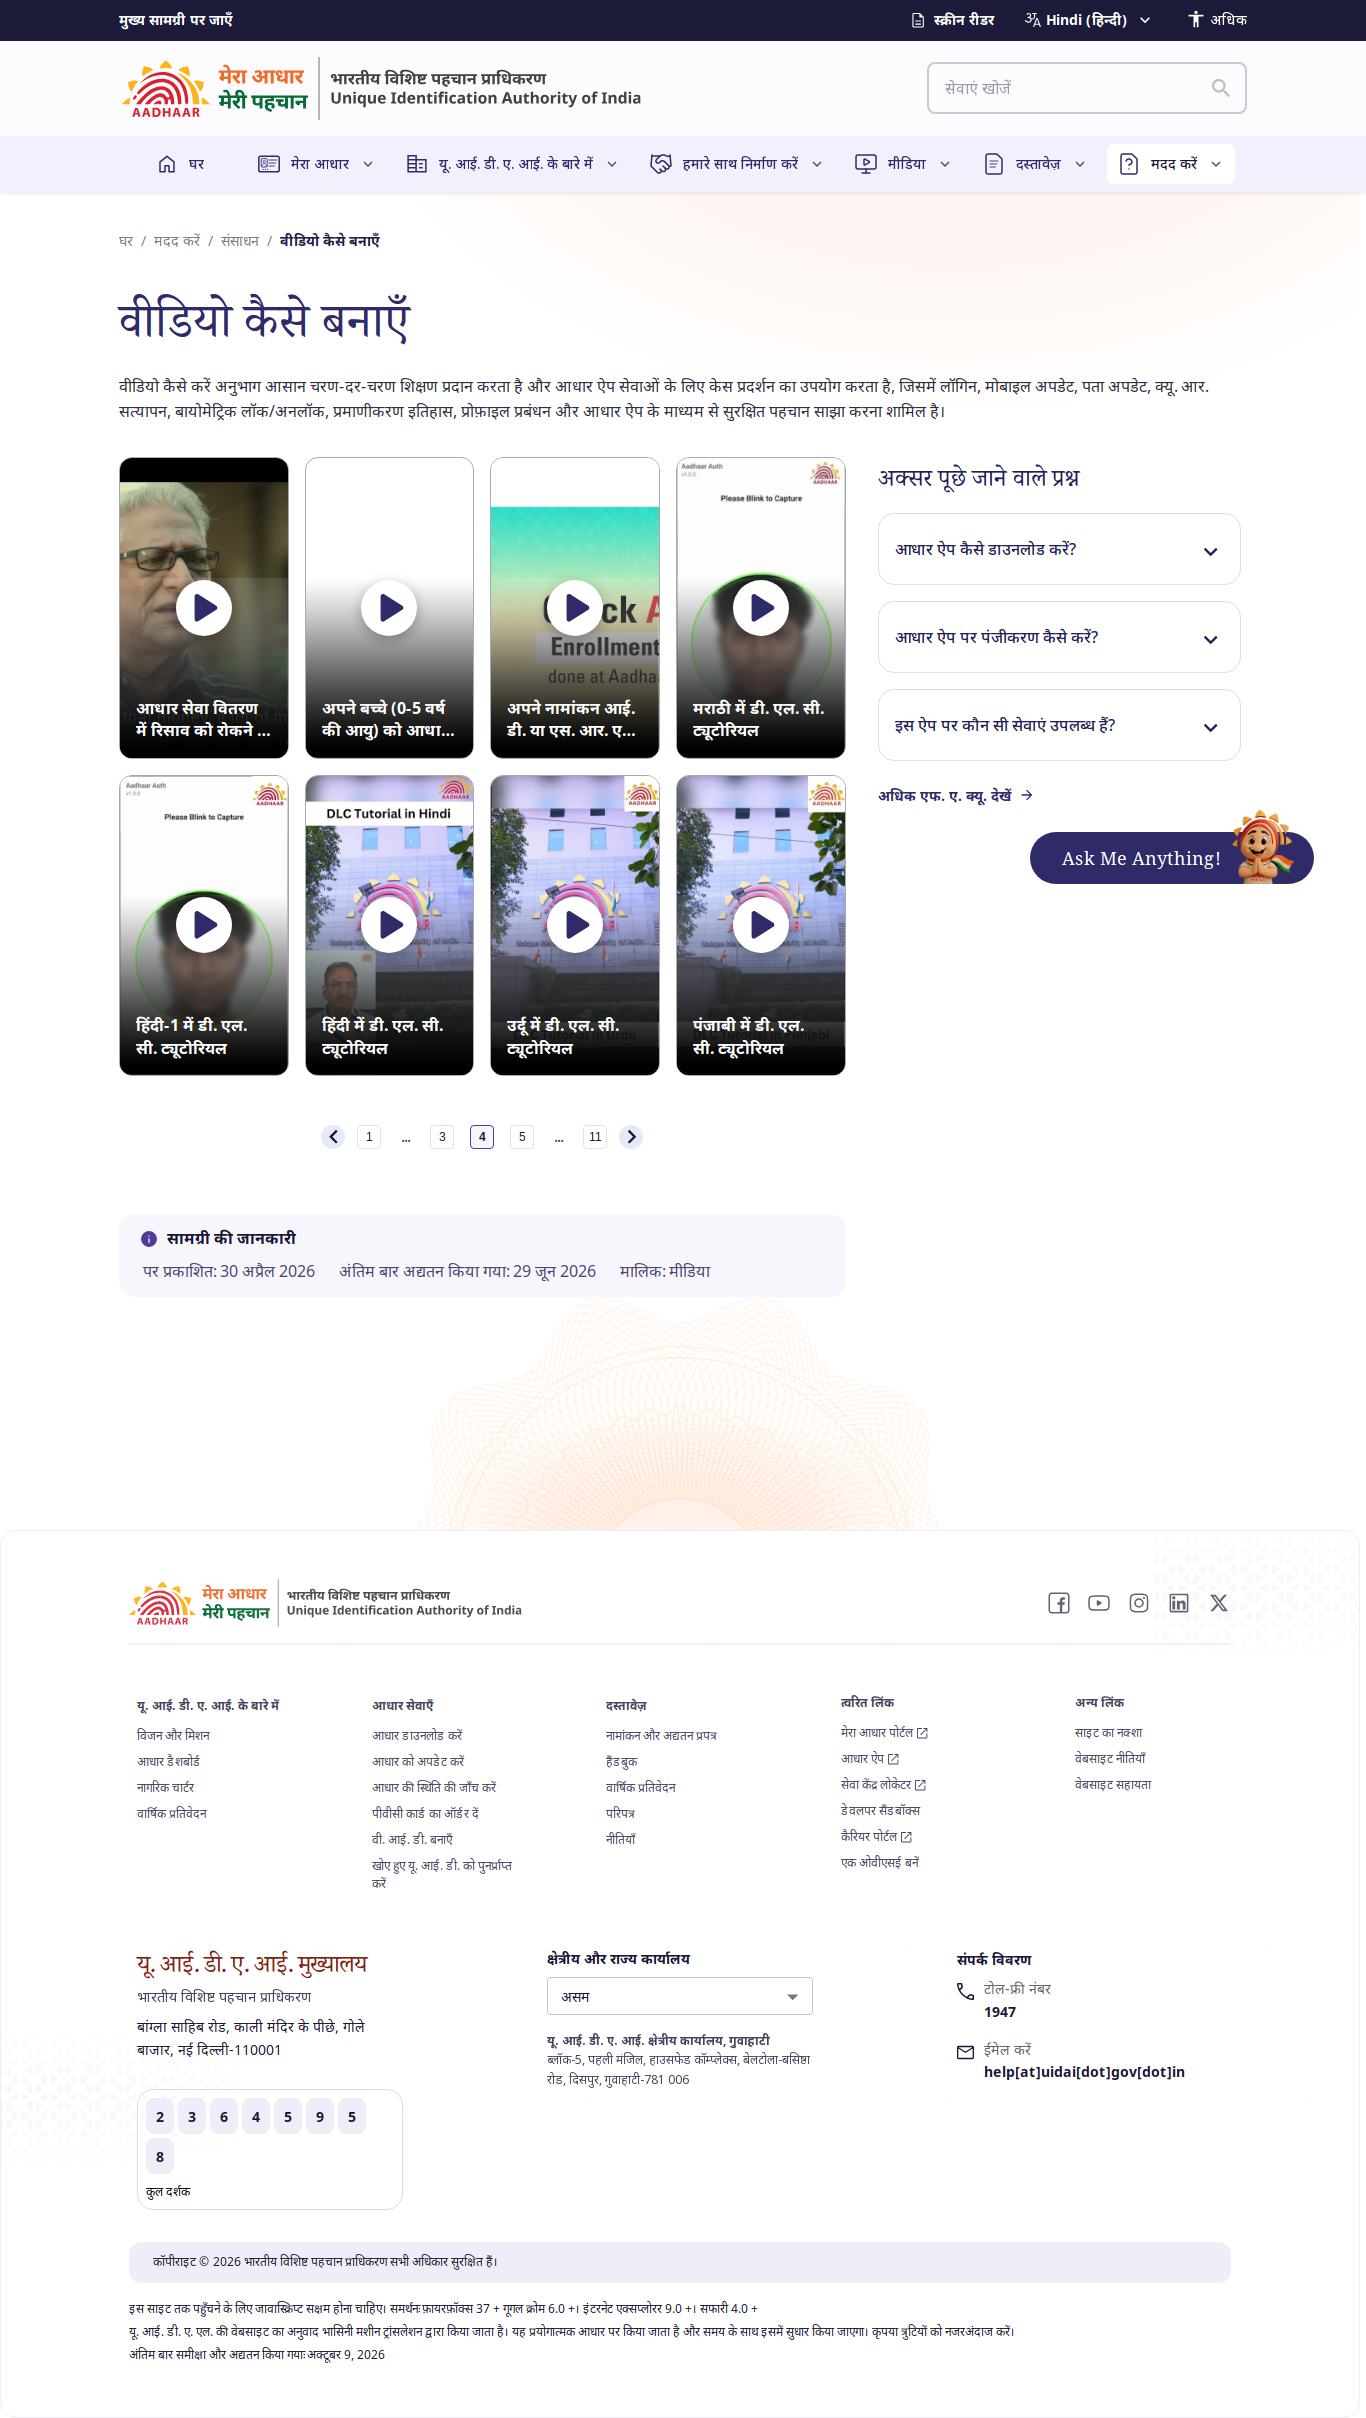 मुख्य सामग्री पर जाएँ
स्क्रीन रीडर
Hindi (हिन्दी)
अधिक
AADHAAR
मेरा आधार
मेरी पहचान
भारतीय विशिष्ट पहचान प्राधिकरण
Unique Identification Authority of India
सेवाएं खोजें
घर
मेरा आधार
यू. आई. डी. ए. आई. के बारे में
हमारे साथ निर्माण करें
मीडिया
दस्तावेज़
मदद करें
घर / मदद करें / संसाधन / वीडियो कैसे बनाएँ
वीडियो कैसे बनाएँ
वीडियो कैसे करें अनुभाग आसान चरण-दर-चरण शिक्षण प्रदान करता है और आधार ऐप सेवाओं के लिए केस प्रदर्शन का उपयोग करता है, जिसमें लॉगिन, मोबाइल अपडेट, पता अपडेट, क्यू. आर.
सत्यापन, बायोमेट्रिक लॉक/अनलॉक, प्रमाणीकरण इतिहास, प्रोफ़ाइल प्रबंधन और आधार ऐप के माध्यम से सुरक्षित पहचान साझा करना शामिल है।
आधार सेवा वितरण
में रिसाव को रोकने ...
अपने बच्चे (0-5 वर्ष
की आयु) को आधा...
Enrollment
done at Aadhaa
अपने नामांकन आई.
डी. या एस. आर. ए...
Aadhaar Auth
v1.0.0
AADHAAR
Please Blink to Capture
मराठी में डी. एल. सी.
ट्यूटोरियल
Aadhaar Auth
AADHAAR
Please Blink to Capture
हिंदी-1 में डी. एल.
सी. ट्यूटोरियल
AADHAAR
DLC Tutorial in Hindi
हिंदी में डी. एल. सी.
ट्यूटोरियल
AADHAAR
उर्दू में डी. एल. सी.
ट्यूटोरियल
AADHAAR
पंजाबी में डी. एल.
सी. ट्यूटोरियल
अक्सर पूछे जाने वाले प्रश्न
आधार ऐप कैसे डाउनलोड करें?
आधार ऐप पर पंजीकरण कैसे करें?
इस ऐप पर कौन सी सेवाएं उपलब्ध हैं?
अधिक एफ. ए. क्यू. देखें
Ask Me Anything!
1 ... 3 4 5 ... 11
सामग्री की जानकारी
पर प्रकाशित: 30 अप्रैल 2026 अंतिम बार अद्यतन किया गया: 29 जून 2026 मालिक: मीडिया
AADHAAR
मेरा आधार
मेरी पहचान
भारतीय विशिष्ट पहचान प्राधिकरण
Unique Identification Authority of India
यू. आई. डी. ए. आई. के बारे में
विजन और मिशन
आधार डैशबोर्ड
नागरिक चार्टर
वार्षिक प्रतिवेदन
आधार सेवाएँ
आधार डाउनलोड करें
आधार को अपडेट करें
आधार की स्थिति की जाँच करें
पीवीसी कार्ड का ऑर्डर दें
वी. आई. डी. बनाएँ
खोए हुए यू. आई. डी. को पुनर्प्राप्त
करें
दस्तावेज़
नामांकन और अद्यतन प्रपत्र
हैंडबुक
वार्षिक प्रतिवेदन
परिपत्र
नीतियाँ
त्वरित लिंक
मेरा आधार पोर्टल
आधार ऐप
सेवा केंद्र लोकेटर
डेवलपर सैंडबॉक्स
कैरियर पोर्टल
एक ओवीएसई बनें
अन्य लिंक
साइट का नक्शा
वेबसाइट नीतियाँ
वेबसाइट सहायता
यू. आई. डी. ए. आई. मुख्यालय
भारतीय विशिष्ट पहचान प्राधिकरण
बांग्ला साहिब रोड, काली मंदिर के पीछे, गोले
बाजार, नई दिल्ली-110001
2 3 6 4 5 9 5
8
कुल दर्शक
क्षेत्रीय और राज्य कार्यालय
असम
यू. आई. डी. ए. आई. क्षेत्रीय कार्यालय, गुवाहाटी
ब्लॉक-5, पहली मंजिल, हाउसफेड कॉम्प्लेक्स, बेलटोला-बसिष्ठा
रोड, दिसपुर, गुवाहाटी-781 006
संपर्क विवरण
टोल-फ्री नंबर
1947
ईमेल करें
help[at]uidai[dot]gov[dot]in
कॉपीराइट © 2026 भारतीय विशिष्ट पहचान प्राधिकरण सभी अधिकार सुरक्षित हैं।
इस साइट तक पहुँचने के लिए जावास्क्रिप्ट सक्षम होना चाहिए। समर्थनःफ़ायरफ़ॉक्स 37 + गूगल क्रोम 6.0 +। इंटरनेट एक्सप्लोरर 9.0 +। सफारी 4.0 +
यू. आई. डी. ए. एल. की वेबसाइट का अनुवाद भासिनी मशीन ट्रांसलेशन द्वारा किया जाता है। यह प्रयोगात्मक आधार पर किया जाता है और समय के साथ इसमें सुधार किया जाएगा। कृपया त्रुटियों को नजरअंदाज करें।
अंतिम बार समीक्षा और अद्यतन किया गयाःअक्टूबर 9, 2026